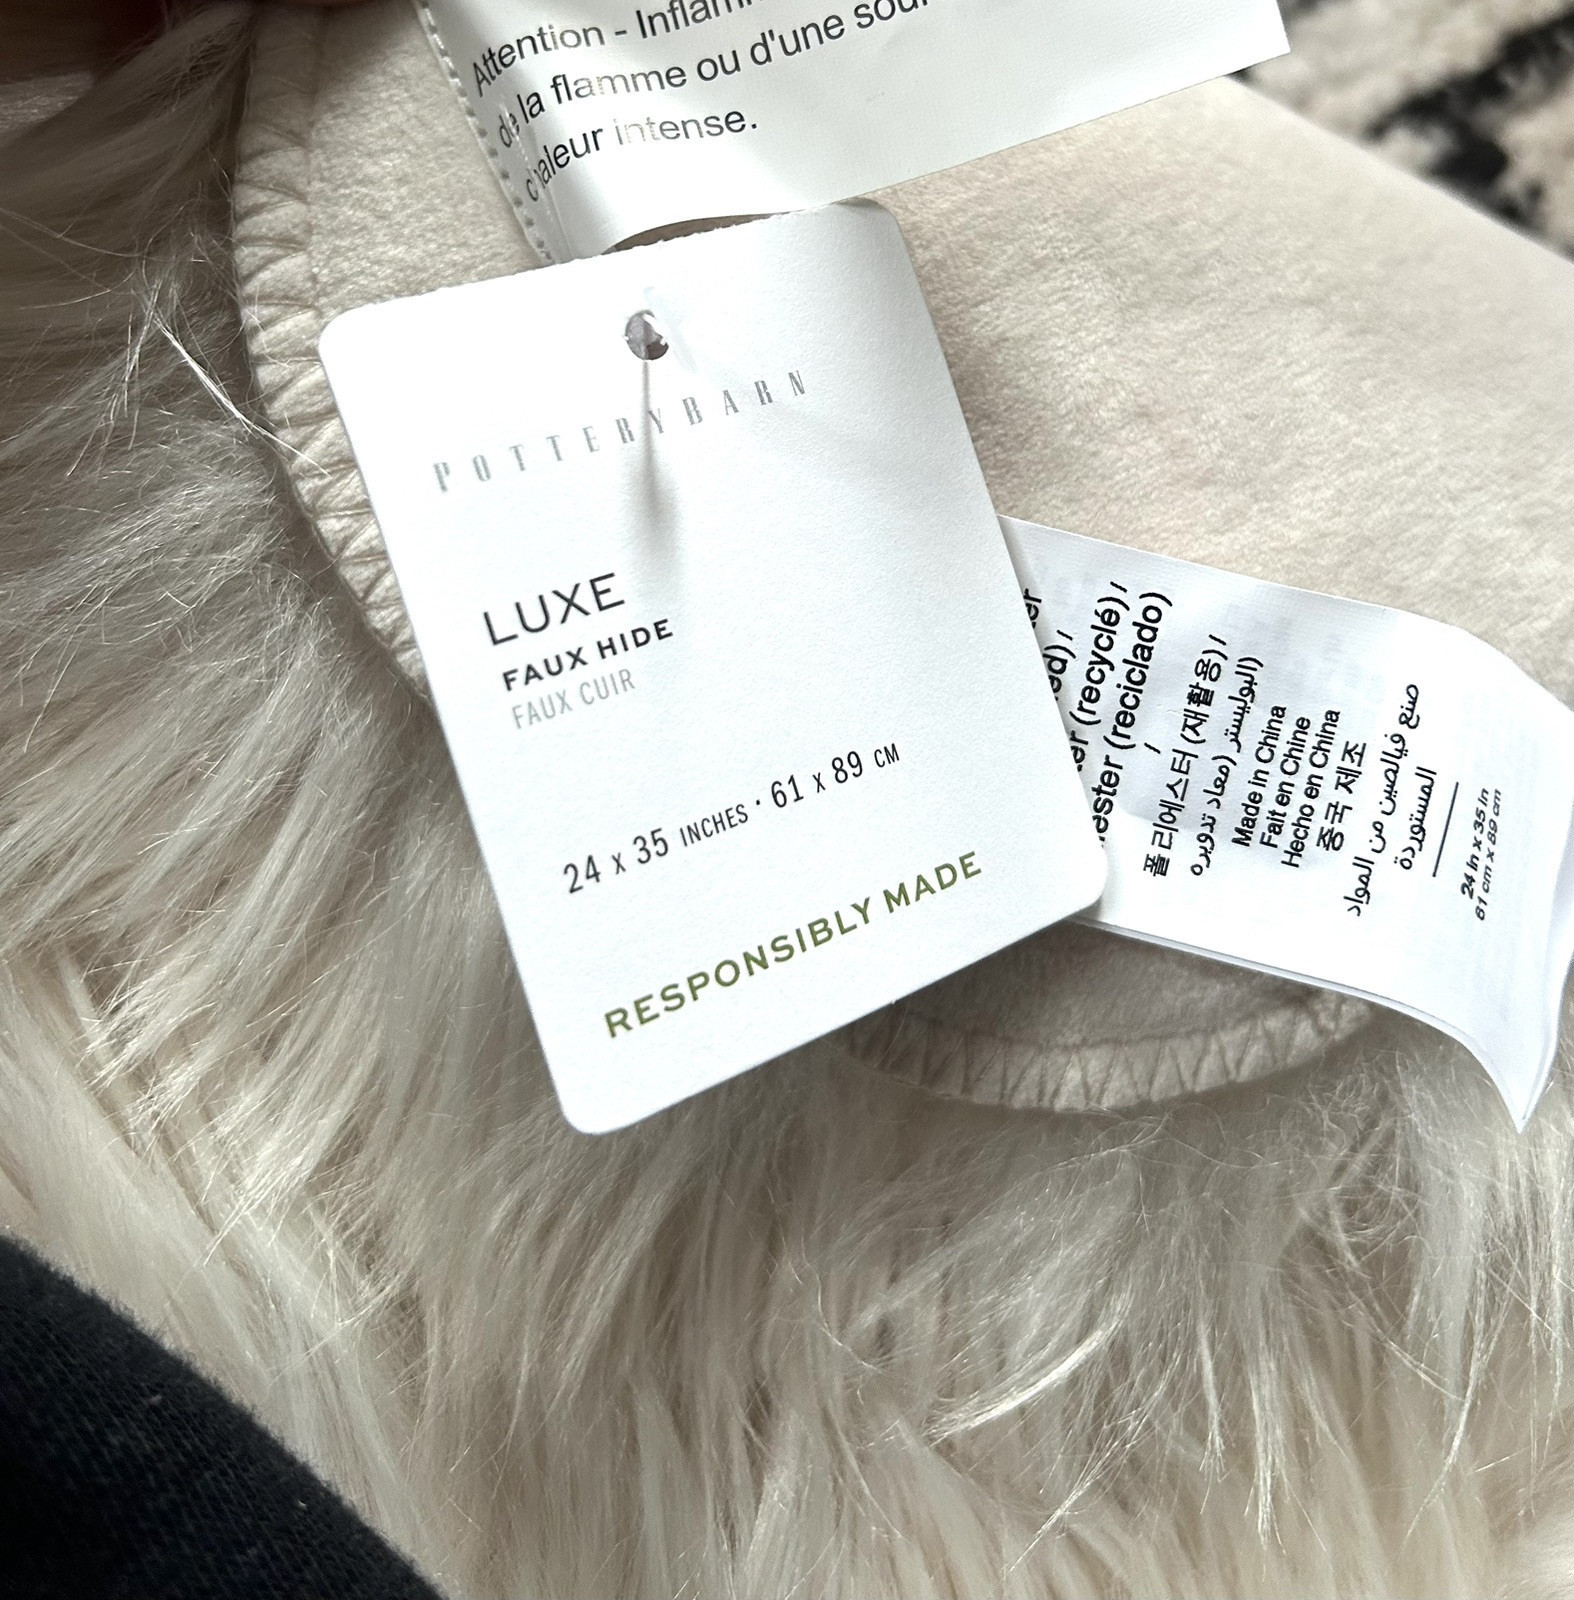 Attention -
de la flamme ou d'une
chaleur intense.
POTTERYBARN
LUXE
FAUX HIDE
FAUX CUIR
24 x 35 INCHES · 61 x 89 CM
RESPONSIBLY MADE
(recyclé) /
(reciclado)
/
폴리에스터 (재활용) /
البوليستر (معاد تدويره)
Made in China
Fait en Chine
Hecho en China
중국 제조
صنع في الصين من المواد
المستوردة
24 in x 35 in
61 cm x 89 cm